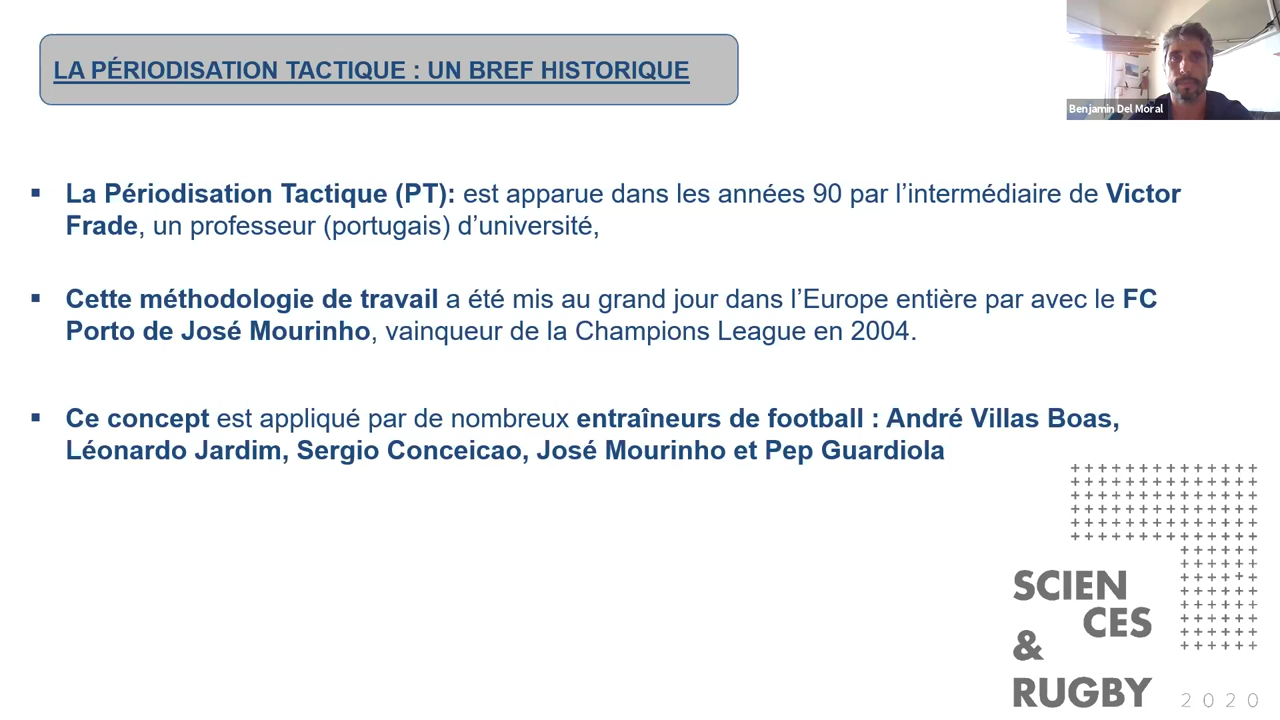 LA PÉRIODISATION TACTIQUE : UN BREF HISTORIQUE
Benjamin Del Moral
▪ La Périodisation Tactique (PT): est apparue dans les années 90 par l’intermédiaire de Victor
Frade, un professeur (portugais) d’université,
▪ Cette méthodologie de travail a été mis au grand jour dans l’Europe entière par avec le FC
Porto de José Mourinho, vainqueur de la Champions League en 2004.
▪ Ce concept est appliqué par de nombreux entraîneurs de football : André Villas Boas,
Léonardo Jardim, Sergio Conceicao, José Mourinho et Pep Guardiola
SCIEN
CES
&
RUGBY
2020